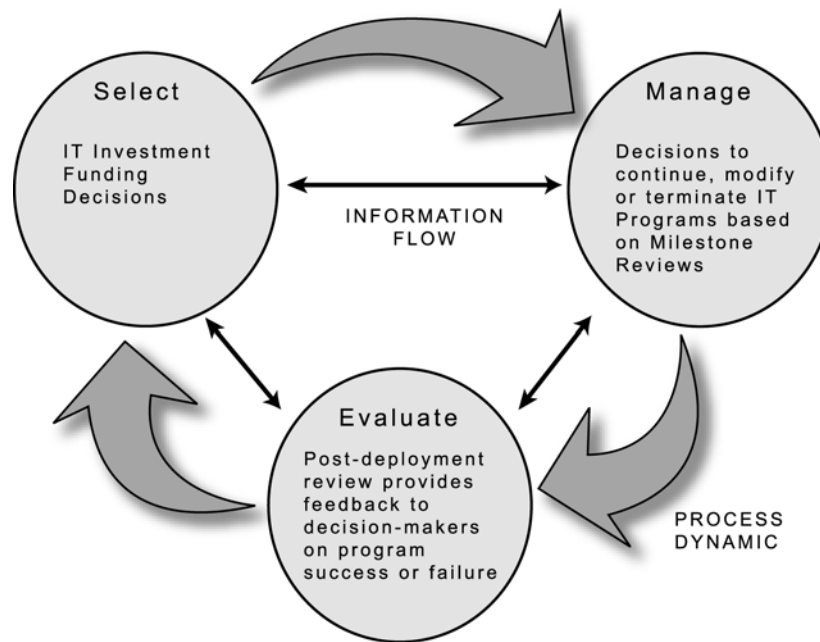 Select
IT Investment
Funding
Decisions
Manage
Decisions to
continue, modify
or terminate IT
Programs based
on Milestone
Reviews
INFORMATION
FLOW
Evaluate
Post-deployment
review provides
feedback to
decision-makers
on program
success or failure
PROCESS
DYNAMIC